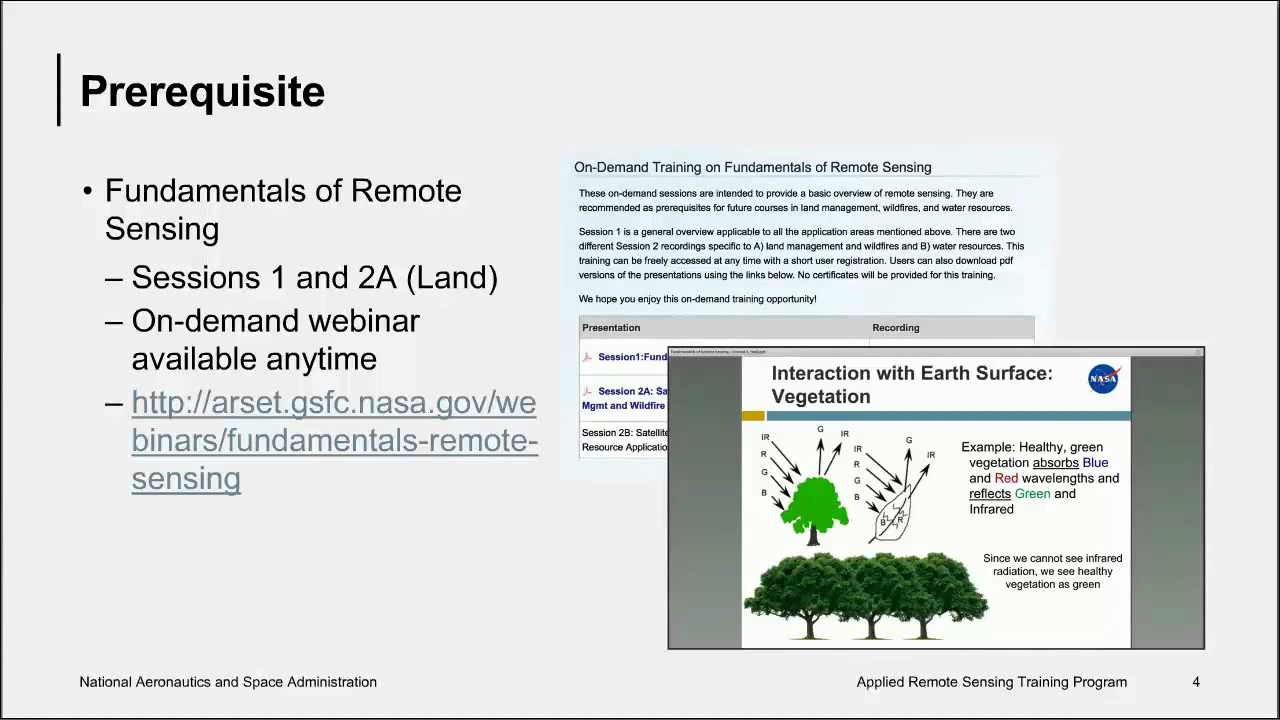 Prerequisite
• Fundamentals of Remote
Sensing
– Sessions 1 and 2A (Land)
– On-demand webinar
available anytime
– http://arset.gsfc.nasa.gov/we
binars/fundamentals-remote-
sensing
On-Demand Training on Fundamentals of Remote Sensing
These on-demand sessions are intended to provide a basic overview of remote sensing. They are
recommended as prerequisites for future courses in land management, wildfires, and water resources.
Session 1 is a general overview applicable to all the application areas mentioned above. There are two
different Session 2 recordings specific to A) land management and wildfires and B) water resources. This
training can be freely accessed at any time with a short user registration. Users can also download pdf
versions of the presentations using the links below. No certificates will be provided for this training.
We hope you enjoy this on-demand training opportunity!
Presentation Recording
Session1:Fund
Session 2A: Sa
Mgmt and Wildfire
Session 2B: Satellite
Resource Applicatio
Interaction with Earth Surface:
Vegetation
NASA
IR R G B G IR
IR R G B G IR
B R
Example: Healthy, green
vegetation absorbs Blue
and Red wavelengths and
reflects Green and
Infrared
Since we cannot see infrared
radiation, we see healthy
vegetation as green
National Aeronautics and Space Administration
Applied Remote Sensing Training Program 4